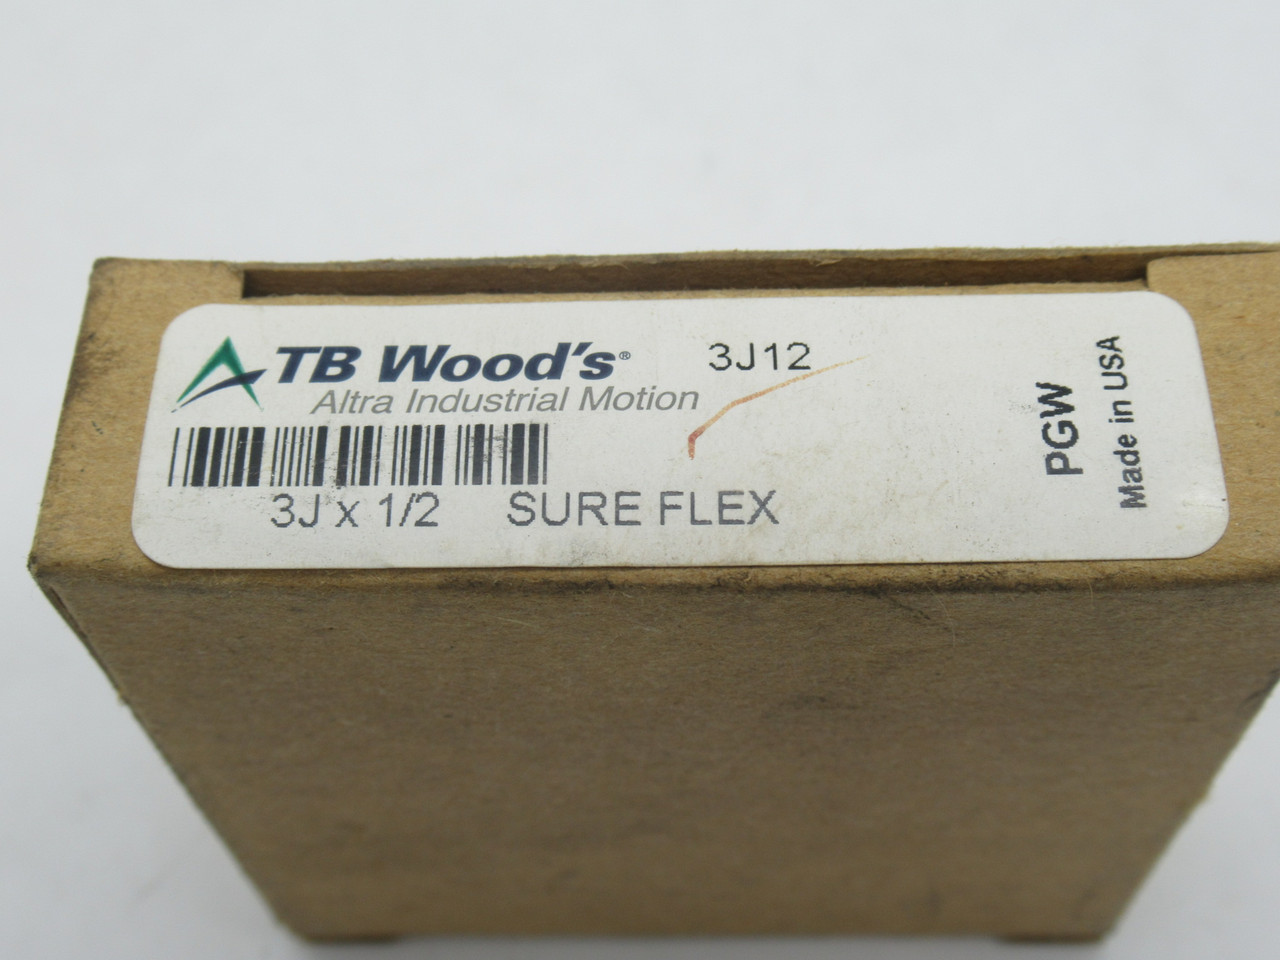 TB Wood's® 3J12
Altra Industrial Motion
3J x 1/2 SURE FLEX
PGW
Made in USA